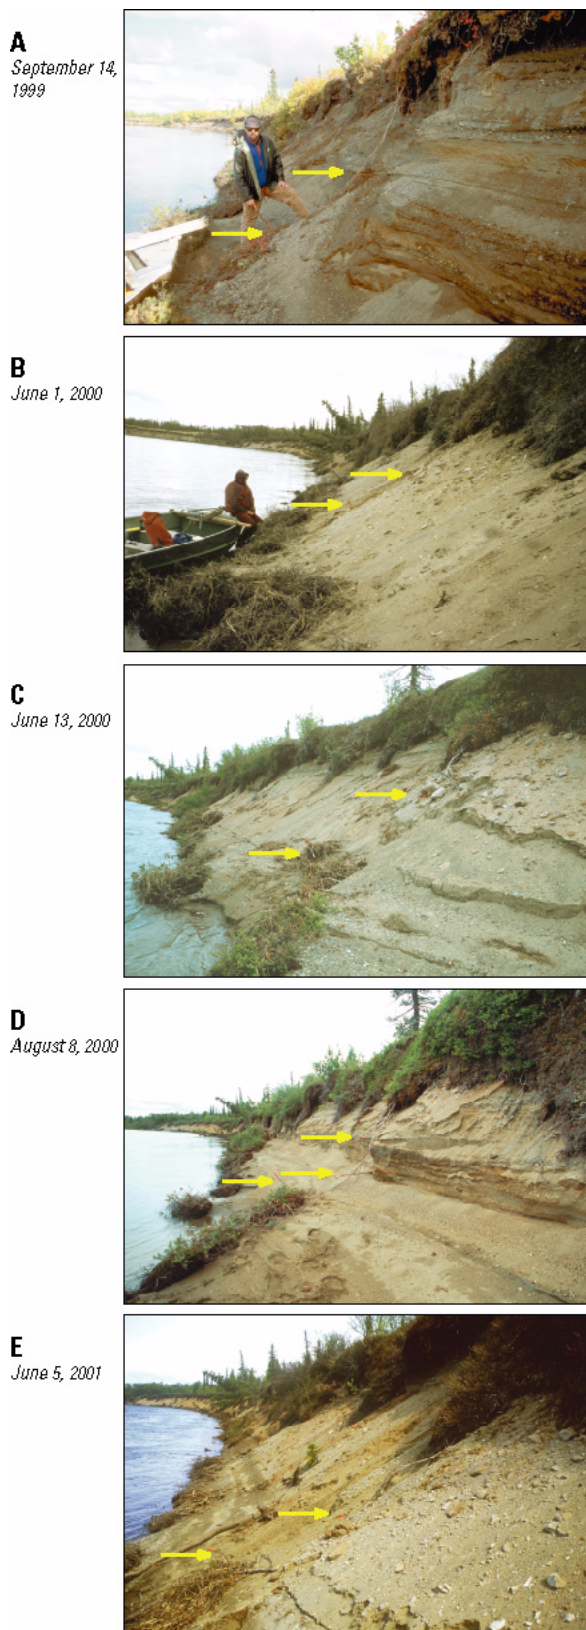 A
September 14,
1999
B
June 1, 2000
C
June 13, 2000
D
August 8, 2000
E
June 5, 2001